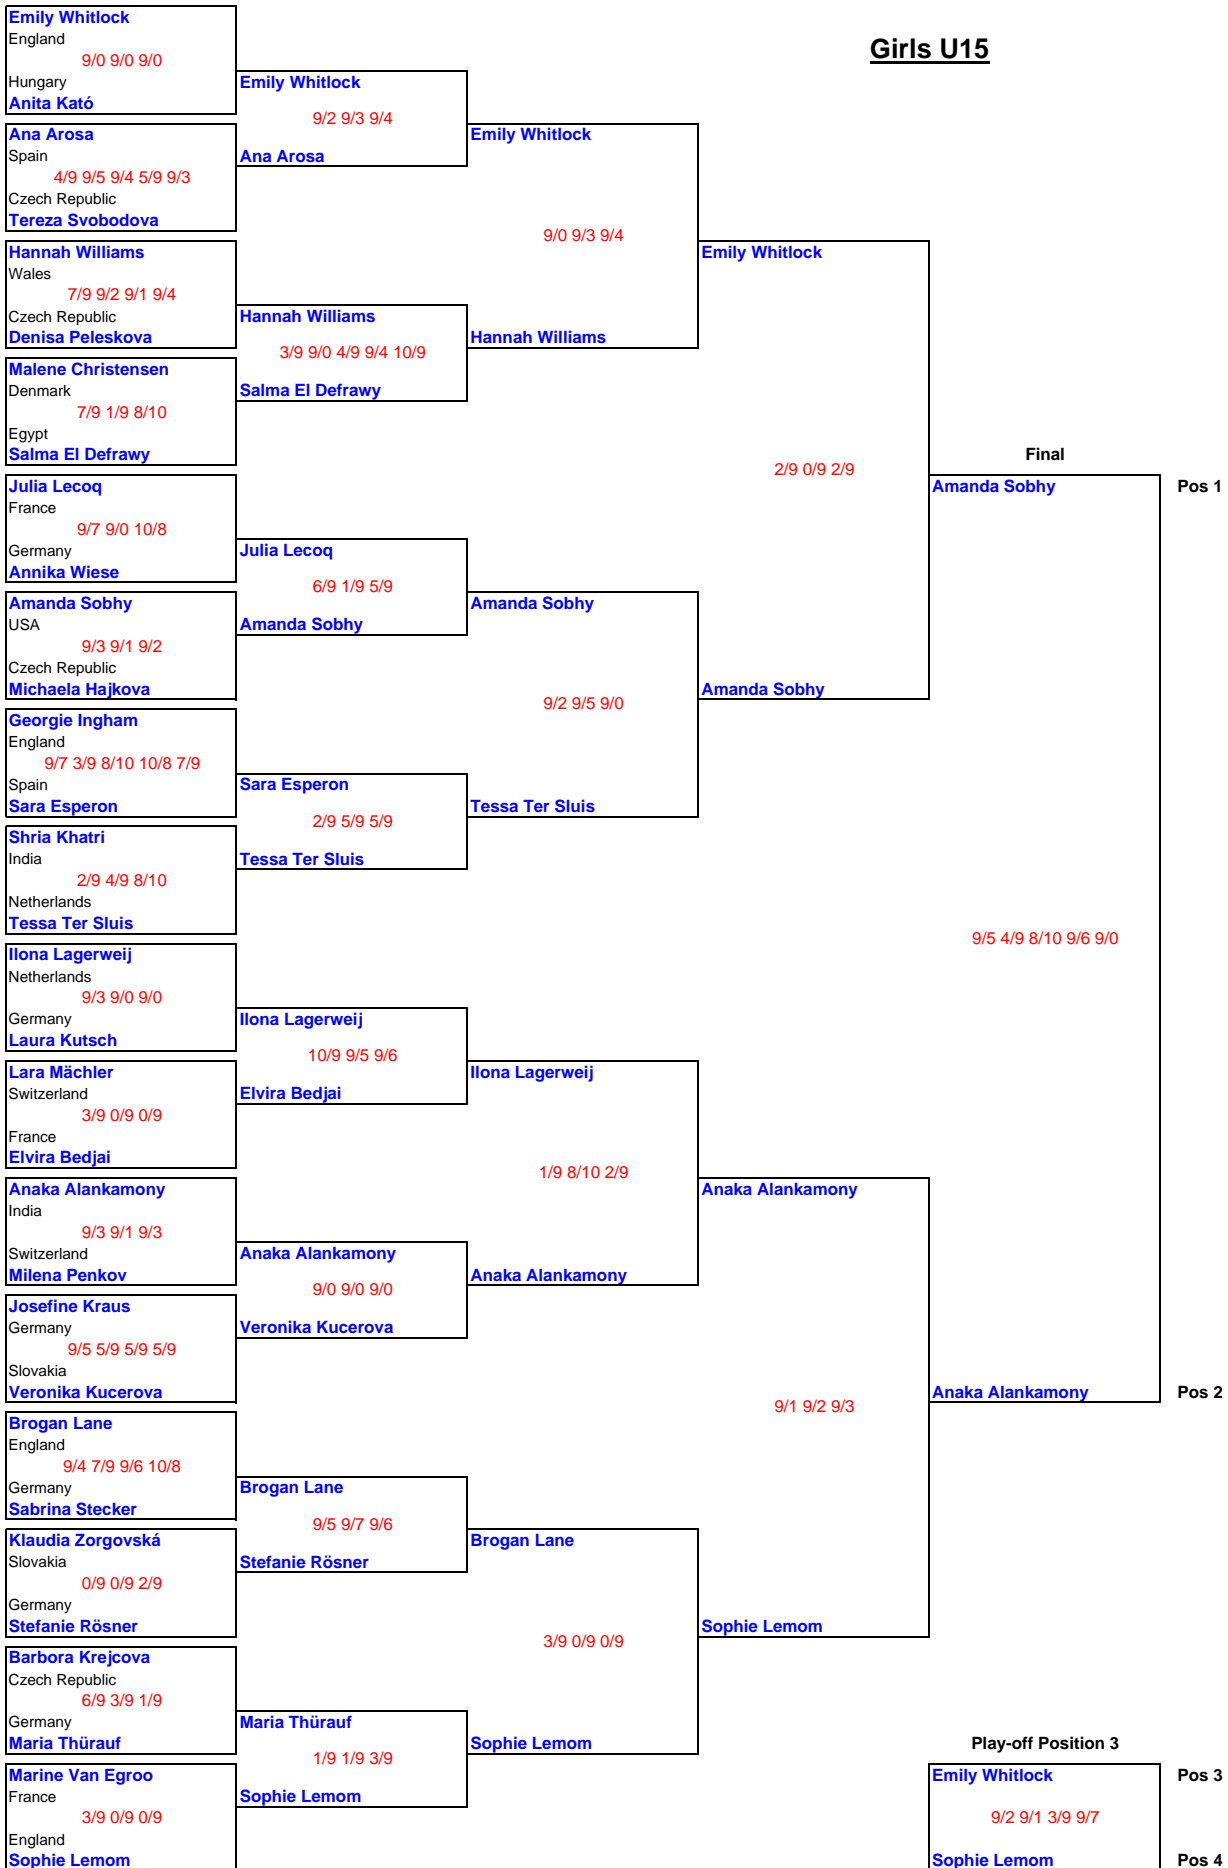 Girls U15
Emily Whitlock
England
9/0 9/0 9/0
Hungary
Anita Kató
Ana Arosa
Spain
4/9 9/5 9/4 5/9 9/3
Czech Republic
Tereza Svobodova
Hannah Williams
Wales
7/9 9/2 9/1 9/4
Czech Republic
Denisa Peleskova
Malene Christensen
Denmark
7/9 1/9 8/10
Egypt
Salma El Defrawy
Julia Lecoq
France
9/7 9/0 10/8
Germany
Annika Wiese
Amanda Sobhy
USA
9/3 9/1 9/2
Czech Republic
Michaela Hajkova
Georgie Ingham
England
9/7 3/9 8/10 10/8 7/9
Spain
Sara Esperon
Shria Khatri
India
2/9 4/9 8/10
Netherlands
Tessa Ter Sluis
Ilona Lagerweij
Netherlands
9/3 9/0 9/0
Germany
Laura Kutsch
Lara Mächler
Switzerland
3/9 0/9 0/9
France
Elvira Bedjai
Anaka Alankamony
India
9/3 9/1 9/3
Switzerland
Milena Penkov
Josefine Kraus
Germany
9/5 5/9 5/9 5/9
Slovakia
Veronika Kucerova
Brogan Lane
England
9/4 7/9 9/6 10/8
Germany
Sabrina Stecker
Klaudia Zorgovská
Slovakia
0/9 0/9 2/9
Germany
Stefanie Rösner
Barbora Krejcova
Czech Republic
6/9 3/9 1/9
Germany
Maria Thürauf
Marine Van Egroo
France
3/9 0/9 0/9
England
Sophie Lemom
Emily Whitlock
9/2 9/3 9/4
Ana Arosa
Hannah Williams
3/9 9/0 4/9 9/4 10/9
Salma El Defrawy
Julia Lecoq
6/9 1/9 5/9
Amanda Sobhy
Sara Esperon
2/9 5/9 5/9
Tessa Ter Sluis
Ilona Lagerweij
10/9 9/5 9/6
Elvira Bedjai
Anaka Alankamony
9/0 9/0 9/0
Veronika Kucerova
Brogan Lane
9/5 9/7 9/6
Stefanie Rösner
Maria Thürauf
1/9 1/9 3/9
Sophie Lemom
Emily Whitlock
9/0 9/3 9/4
Hannah Williams
Amanda Sobhy
9/2 9/5 9/0
Tessa Ter Sluis
Ilona Lagerweij
1/9 8/10 2/9
Anaka Alankamony
Brogan Lane
3/9 0/9 0/9
Sophie Lemom
Emily Whitlock
2/9 0/9 2/9
Amanda Sobhy
Anaka Alankamony
9/1 9/2 9/3
Sophie Lemom
Final
Amanda Sobhy Pos 1
9/5 4/9 8/10 9/6 9/0
Anaka Alankamony Pos 2
Play-off Position 3
Emily Whitlock Pos 3
9/2 9/1 3/9 9/7
Sophie Lemom Pos 4